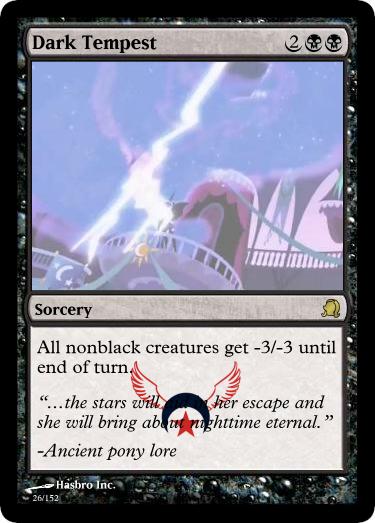 Dark Tempest 2
Sorcery
All nonblack creatures get -3/-3 until
end of turn.
“…the stars will her escape and
she will bring about nighttime eternal.”
-Ancient pony lore
Hasbro Inc.
26/152